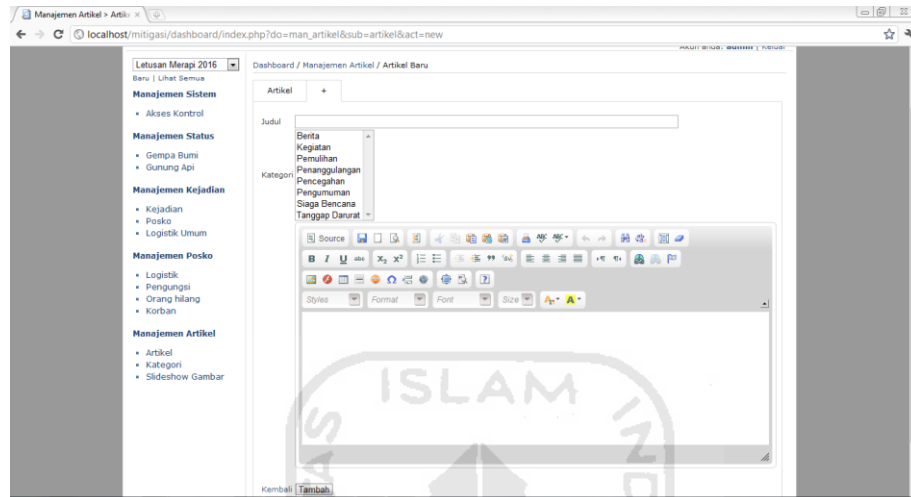 Manajemen Artikel > Artik
localhost/mitigasi/dashboard/index.php?do=man_artikel&sub=artikel&act=new
Akun anda: admin | Keluar
Letusan Merapi 2016
Baru | Lihat Semua
Manajemen Sistem
Akses Kontrol
Manajemen Status
Gempa Bumi
Gunung Api
Manajemen Kejadian
Kejadian
Posko
Logistik Umum
Manajemen Posko
Logistik
Pengungsi
Orang hilang
Korban
Manajemen Artikel
Artikel
Kategori
Slideshow Gambar
Dashboard / Manajemen Artikel / Artikel Baru
Artikel +
Judul
Kategori
Berita
Kegiatan
Pemulihan
Penanggulangan
Pencegahan
Pengumuman
Siaga Bencana
Tanggap Darurat
Source
B I U abc X₂ X²
Styles Format Font Size A A
ISLAM
Kembali Tambah